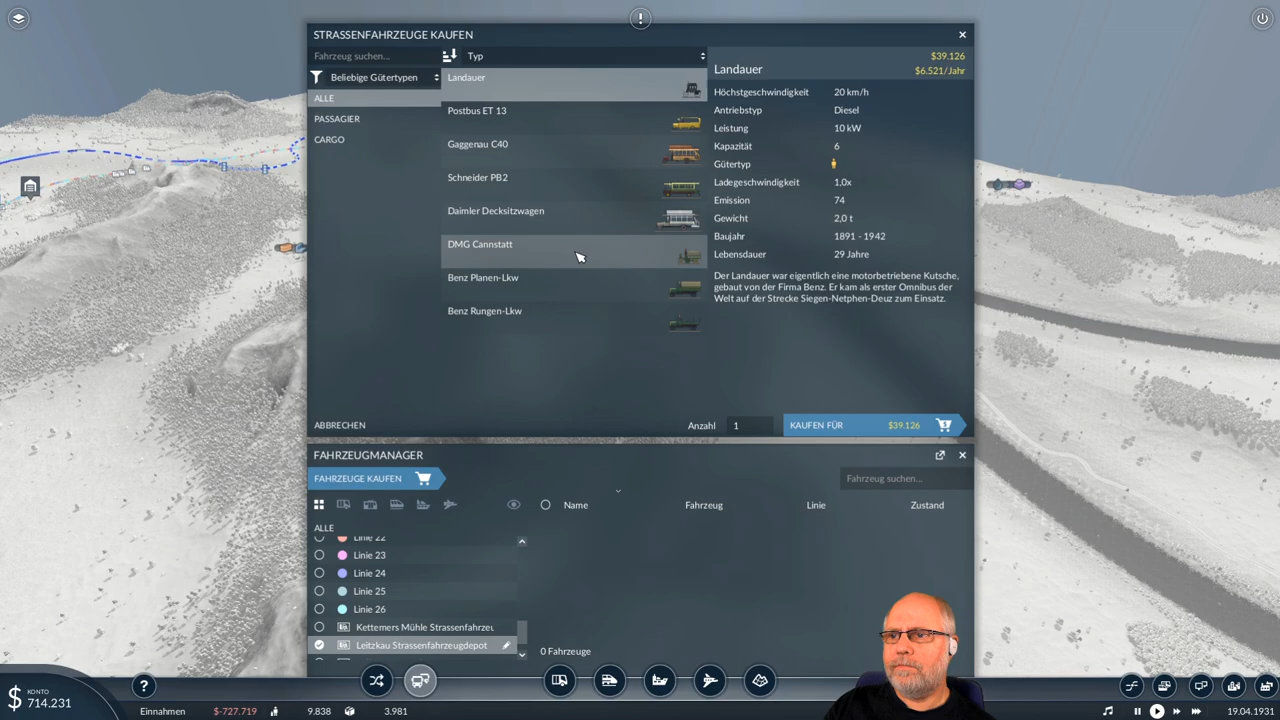 STRASSENFAHRZEUGE KAUFEN
Fahrzeug suchen...
Typ
Beliebige Gütertypen
ALLE
PASSAGIER
CARGO
Landauer
Postbus ET 13
Gaggenau C40
Schneider PB2
Daimler Decksitzwagen
DMG Cannstatt
Benz Planen-Lkw
Benz Rungen-Lkw
$39.126
Landauer
$6.521/Jahr
Höchstgeschwindigkeit 20 km/h
Antriebstyp Diesel
Leistung 10 kW
Kapazität 6
Gütertyp
Ladegeschwindigkeit 1,0x
Emission 74
Gewicht 2,0 t
Baujahr 1891 - 1942
Lebensdauer 29 Jahre
Der Landauer war eigentlich eine motorbetriebene Kutsche,
gebaut von der Firma Benz. Er kam als erster Omnibus der
Welt auf der Strecke Siegen-Netphen-Deuz zum Einsatz.
ABBRECHEN
Anzahl 1
KAUFEN FÜR $39.126
FAHRZEUGMANAGER
FAHRZEUGE KAUFEN
Fahrzeug suchen...
Name Fahrzeug Linie Zustand
ALLE
Linie 22
Linie 23
Linie 24
Linie 25
Linie 26
Kettemers Mühle Strassenfahrzeu
Leitzkau Strassenfahrzeugdepot
0 Fahrzeuge
KONTO
$ 714.231
?
Einnahmen $-727.719 9.838 3.981
19.04.1931